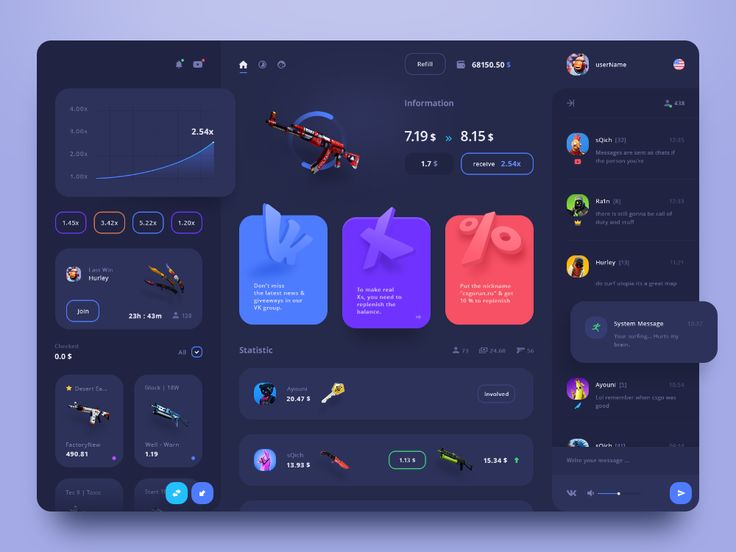 4.00x
3.00x
2.00x
1.00x
2.54x
1.45x
3.42x
5.22x
1.20x
Last Win
Hurley
Join
23h : 43m
128
Checked
0.0 $
All
Desert Ea...
FactoryNew
490.81
Glock | 18W
Well - Worn
1.19
Tec 9 | Toxic
Start
Refill
68150.50 $
Information
7.19 $ » 8.15 $
1.7 $
receive 2.54x
Don't miss
the latest news &
giveaways in our
VK group.
To make real
Xs, you need to
replenish the
balance.
Put the nickname
"csgorun.ru" & get
10 % to replenish
Statistic
73
24.68
56
Ayouni
20.47 $
Involved
sQich
13.93 $
1.13 $
15.34 $
userName
438
sQich [32]
12:35
Messages are sent as chats if
the person you're
Rafn [8]
12:33
there is still gonna be call of
duty and stuff
Hurley [13]
11:21
de surf utopia its a great map
System Message
10:37
Your surfing... Hurts my
brain.
Ayouni [5]
10:54
Lol remember when csgo was
good
sQich
Write your message ...